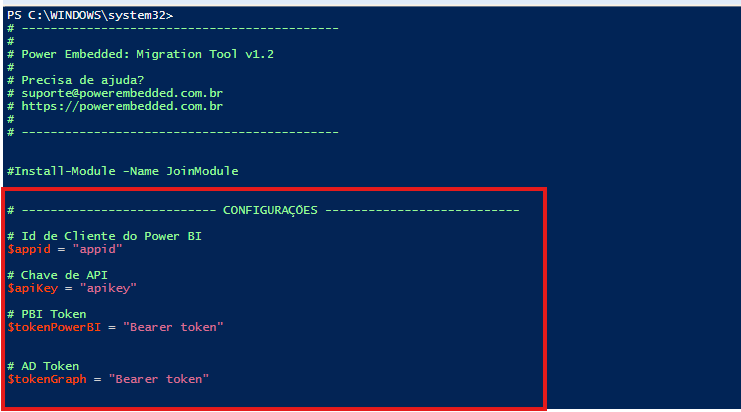 PS C:\WINDOWS\system32>
# --------------------------------------------
#
# Power Embedded: Migration Tool v1.2
#
# Precisa de ajuda?
# suporte@powerembedded.com.br
# https://powerembedded.com.br
#
# --------------------------------------------
#Install-Module -Name JoinModule
# --------------------------- CONFIGURAÇÕES ---------------------------
# Id de Cliente do Power BI
$appid = "appid"
# Chave de API
$apiKey = "apikey"
# PBI Token
$tokenPowerBI = "Bearer token"
# AD Token
$tokenGraph = "Bearer token"